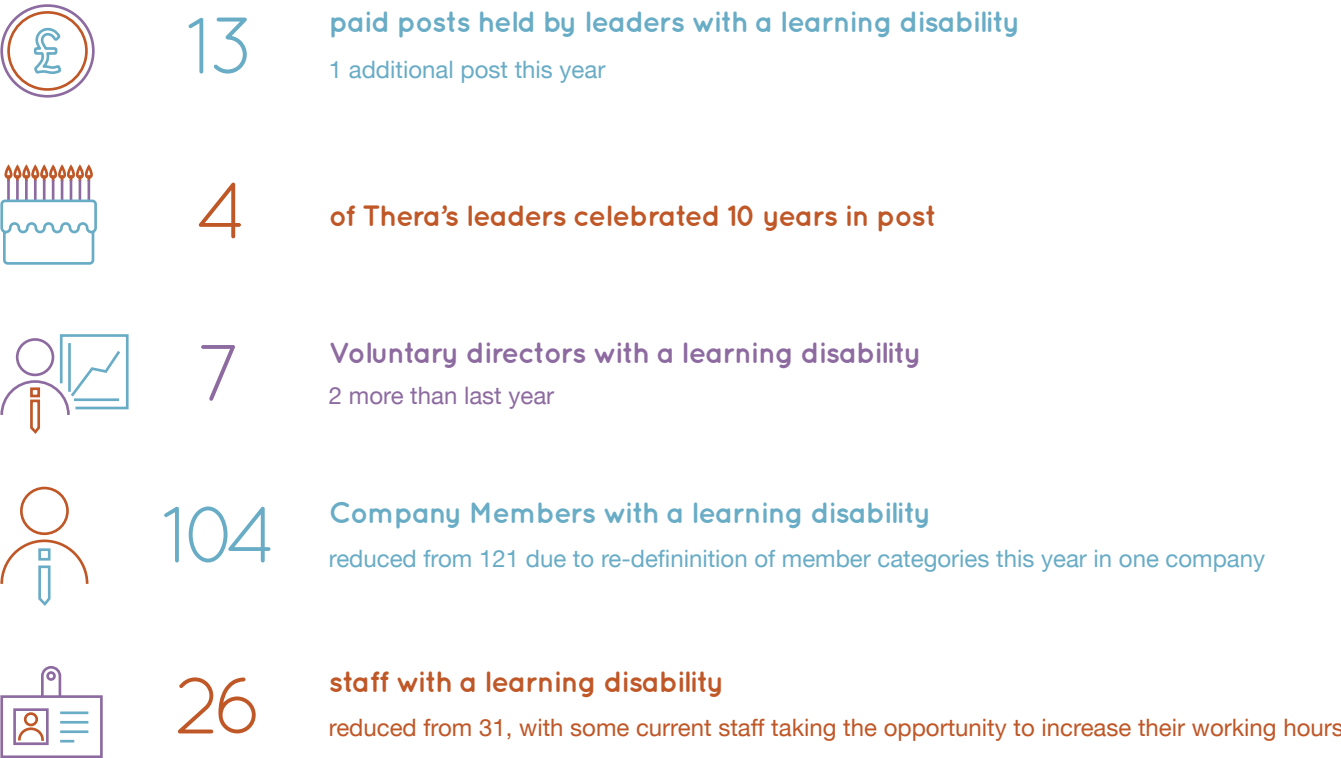 £
13
paid posts held by leaders with a learning disability
1 additional post this year
4
of Thera’s leaders celebrated 10 years in post
7
Voluntary directors with a learning disability
2 more than last year
104
Company Members with a learning disability
reduced from 121 due to re-defininition of member categories this year in one company
26
staff with a learning disability
reduced from 31, with some current staff taking the opportunity to increase their working hours